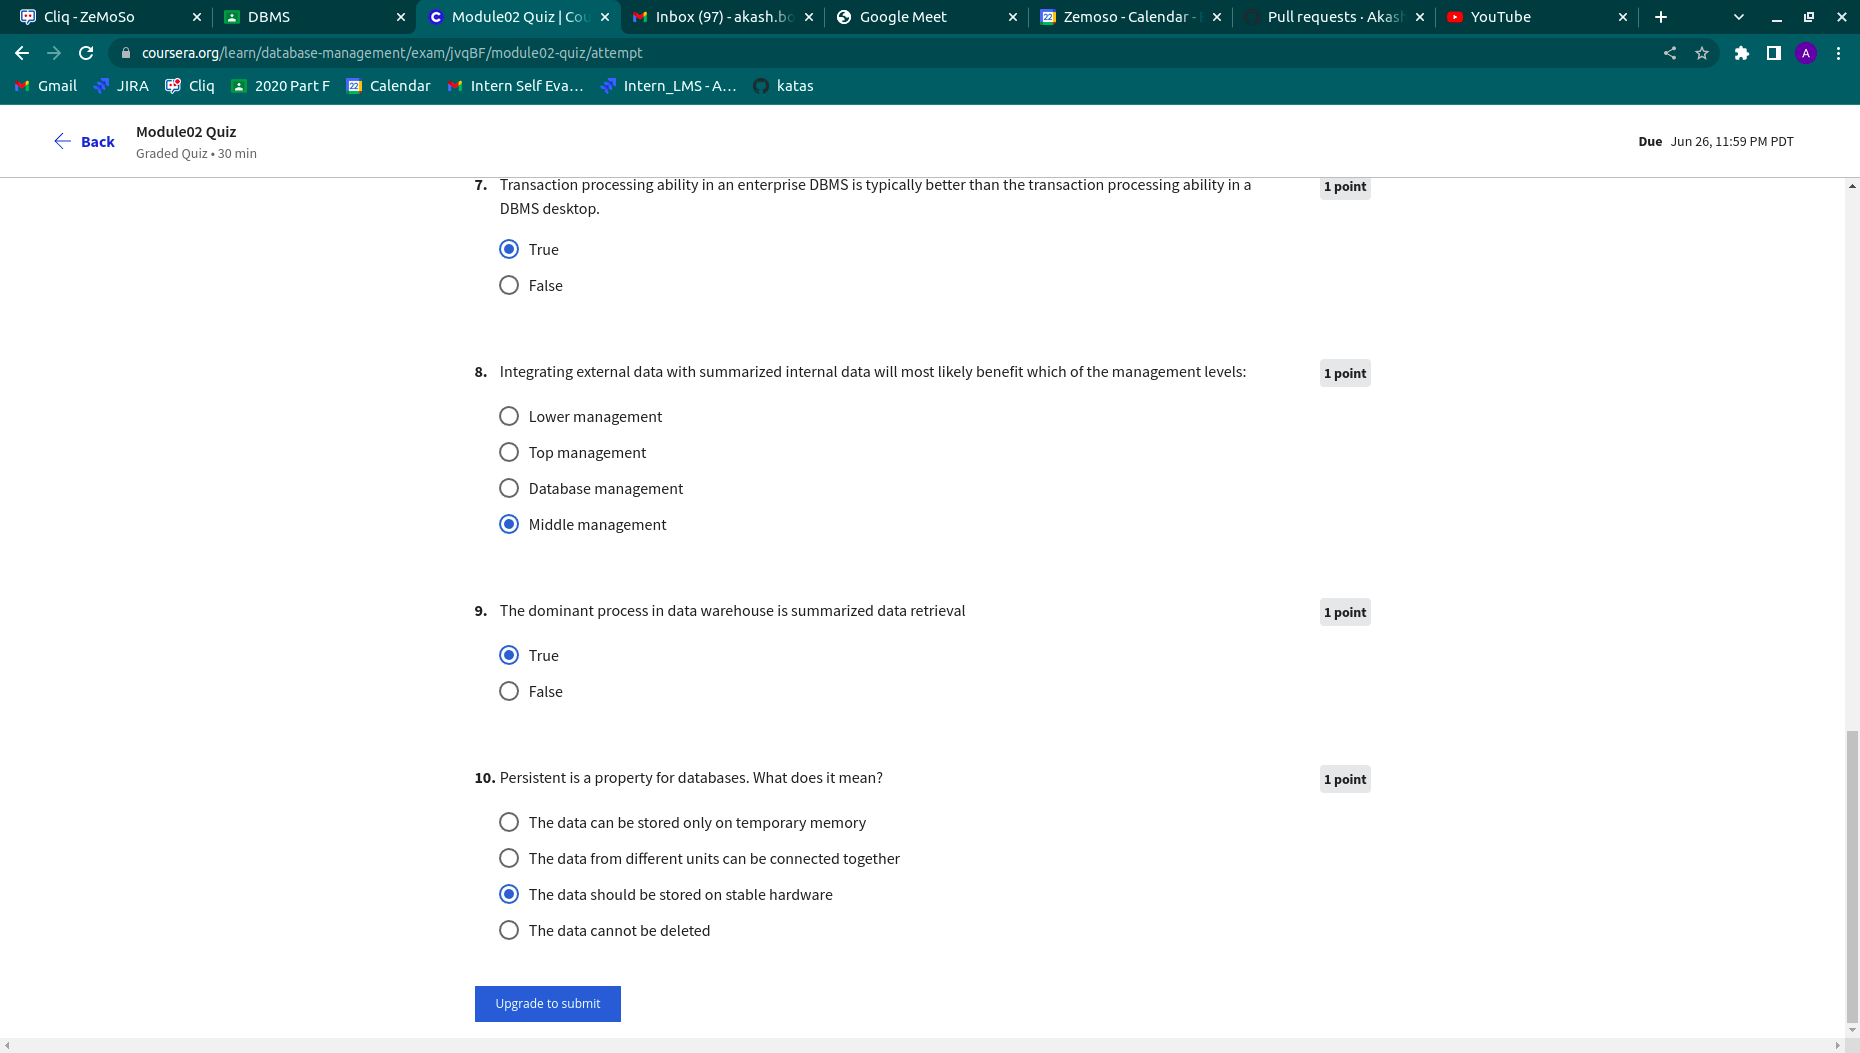 Cliq - ZeMoSo
DBMS
Module02 Quiz | Cou
Inbox (97) - akash.bo
Google Meet
Zemoso - Calendar -
Pull requests · Akash
YouTube
coursera.org/learn/database-management/exam/jvqBF/module02-quiz/attempt
A
Gmail
JIRA
Cliq
2020 Part F
Calendar
Intern Self Eva...
Intern_LMS - A...
katas
Back
Module02 Quiz
Graded Quiz • 30 min
Due Jun 26, 11:59 PM PDT
7. Transaction processing ability in an enterprise DBMS is typically better than the transaction processing ability in a
DBMS desktop.
1 point
True
False
8. Integrating external data with summarized internal data will most likely benefit which of the management levels:
1 point
Lower management
Top management
Database management
Middle management
9. The dominant process in data warehouse is summarized data retrieval
1 point
True
False
10. Persistent is a property for databases. What does it mean?
1 point
The data can be stored only on temporary memory
The data from different units can be connected together
The data should be stored on stable hardware
The data cannot be deleted
Upgrade to submit